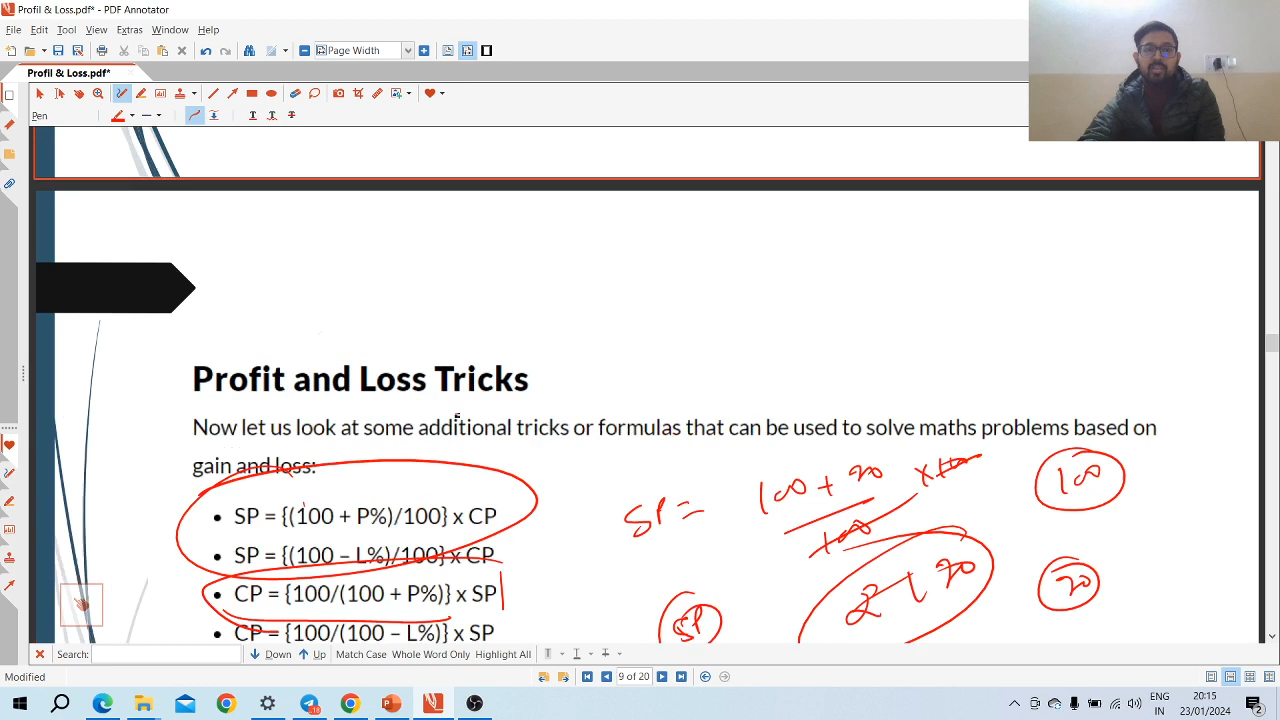 Profil & Loss.pdf* - PDF Annotator
File Edit Tool View Extras Window Help
Page Width
Profil & Loss.pdf*
Pen
Profit and Loss Tricks
Now let us look at some additional tricks or formulas that can be used to solve maths problems based on
gain and loss:
• SP = {(100 + P%)/100} x CP
• SP = {(100 – L%)/100} x CP
• CP = {100/(100 + P%)} x SP
• CP = {100/(100 – L%)} x SP
SP = 100 + 20 x 100
100
100
20
SP
Search: Down Up Match Case Whole Word Only Highlight All
Modified 9 of 20
18
ENG
IN
20:15
23/01/2024
2